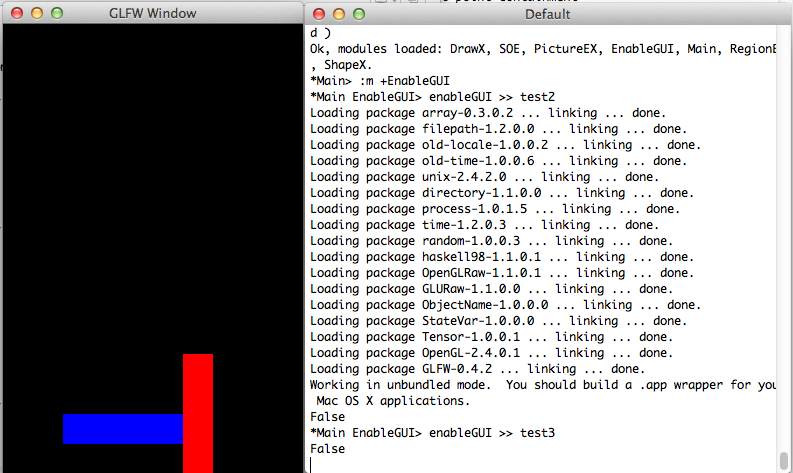 GLFW Window
Default
d )
Ok, modules loaded: DrawX, SOE, PictureEX, EnableGUI, Main, RegionE
, ShapeX.
*Main> :m +EnableGUI
*Main EnableGUI> enableGUI >> test2
Loading package array-0.3.0.2 ... linking ... done.
Loading package filepath-1.2.0.0 ... linking ... done.
Loading package old-locale-1.0.0.2 ... linking ... done.
Loading package old-time-1.0.0.6 ... linking ... done.
Loading package unix-2.4.2.0 ... linking ... done.
Loading package directory-1.1.0.0 ... linking ... done.
Loading package process-1.0.1.5 ... linking ... done.
Loading package time-1.2.0.3 ... linking ... done.
Loading package random-1.0.0.3 ... linking ... done.
Loading package haskell98-1.1.0.1 ... linking ... done.
Loading package OpenGLRaw-1.1.0.1 ... linking ... done.
Loading package GLURaw-1.1.0.0 ... linking ... done.
Loading package ObjectName-1.0.0.0 ... linking ... done.
Loading package StateVar-1.0.0.0 ... linking ... done.
Loading package Tensor-1.0.0.1 ... linking ... done.
Loading package OpenGL-2.4.0.1 ... linking ... done.
Loading package GLFW-0.4.2 ... linking ... done.
Working in unbundled mode.  You should build a .app wrapper for you
 Mac OS X applications.
False
*Main EnableGUI> enableGUI >> test3
False